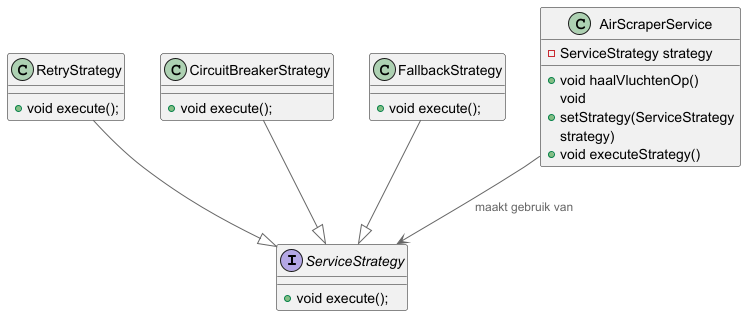 C AirScraperService
ServiceStrategy strategy
void haalVluchtenOp()
void
setStrategy(ServiceStrategy
strategy)
void executeStrategy()
C RetryStrategy
void execute();
C CircuitBreakerStrategy
void execute();
C FallbackStrategy
void execute();
maakt gebruik van
I ServiceStrategy
void execute();